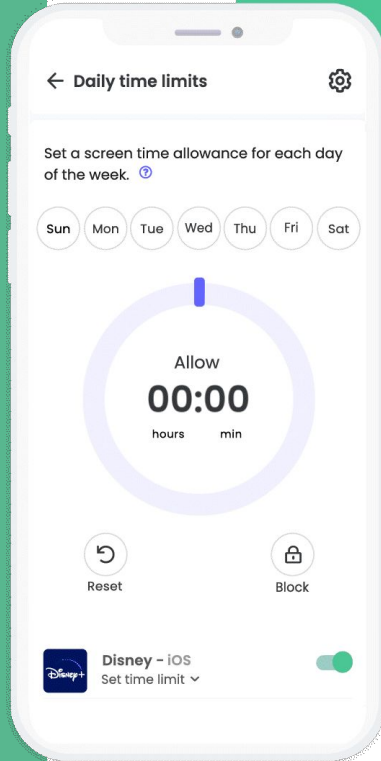 Daily time limits
Set a screen time allowance for each day
of the week. ?
Sun Mon Tue Wed Thu Fri Sat
Allow
00:00
hours min
Reset Block
Disney+
Disney - iOS
Set time limit